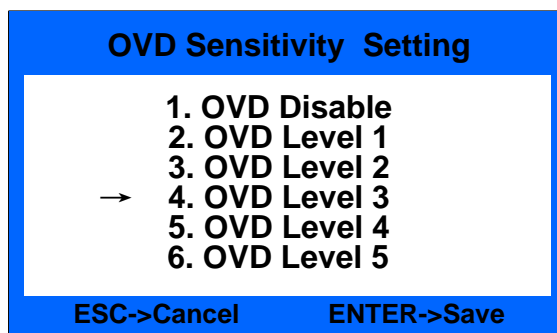 OVD Sensitivity Setting
1. OVD Disable
2. OVD Level 1
3. OVD Level 2
→ 4. OVD Level 3
5. OVD Level 4
6. OVD Level 5
ESC->Cancel ENTER->Save